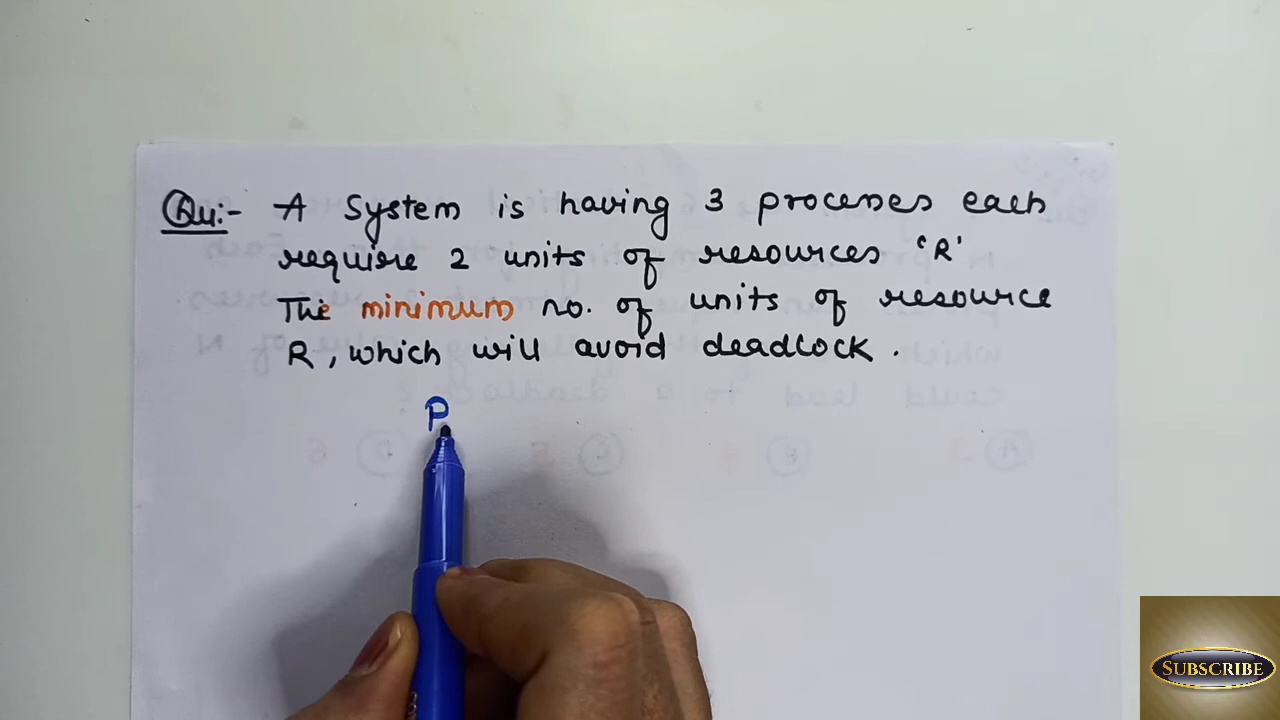 Qu:- A System is having 3 processes each
require 2 units of resources 'R'
The minimum no. of units of resource
R, which will avoid deadlock.
P
SUBSCRIBE